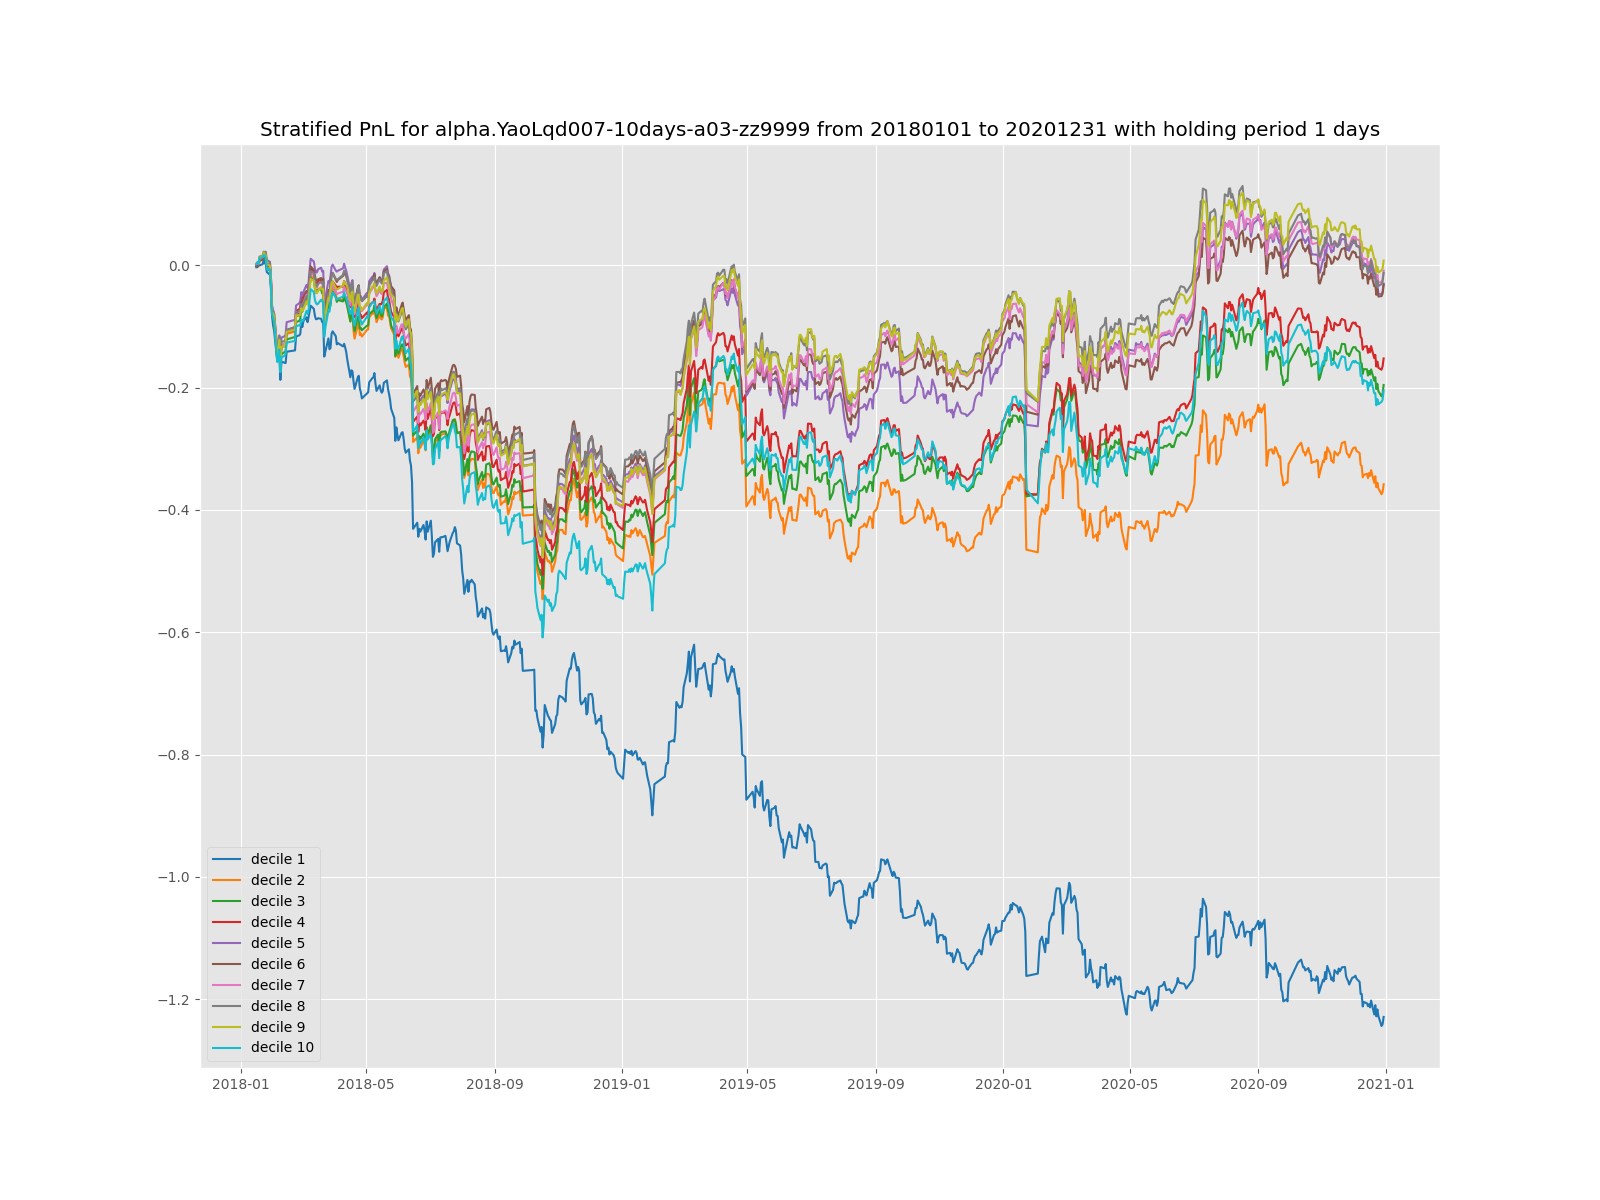 Stratified PnL for alpha.YaoLqd007-10days-a03-zz9999 from 20180101 to 20201231 with holding period 1 days
0.0
−0.2
−0.4
−0.6
−0.8
−1.0
−1.2
decile 1
decile 2
decile 3
decile 4
decile 5
decile 6
decile 7
decile 8
decile 9
decile 10
2018-01 2018-05 2018-09 2019-01 2019-05 2019-09 2020-01 2020-05 2020-09 2021-01